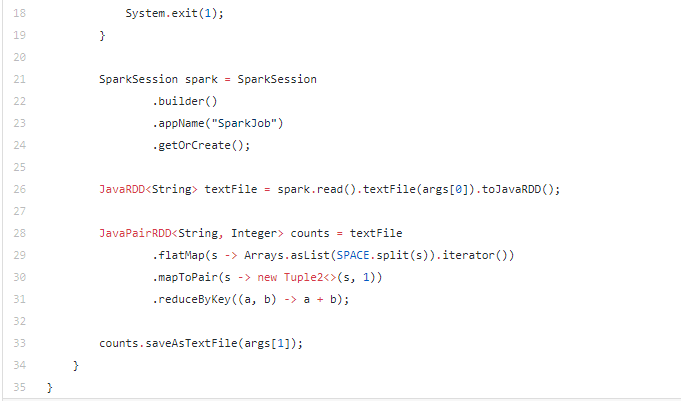 18 System.exit(1);
19 }
20
21 SparkSession spark = SparkSession
22 .builder()
23 .appName("SparkJob")
24 .getOrCreate();
25
26 JavaRDD<String> textFile = spark.read().textFile(args[0]).toJavaRDD();
27
28 JavaPairRDD<String, Integer> counts = textFile
29 .flatMap(s -> Arrays.asList(SPACE.split(s)).iterator())
30 .mapToPair(s -> new Tuple2<>(s, 1))
31 .reduceByKey((a, b) -> a + b);
32
33 counts.saveAsTextFile(args[1]);
34 }
35 }